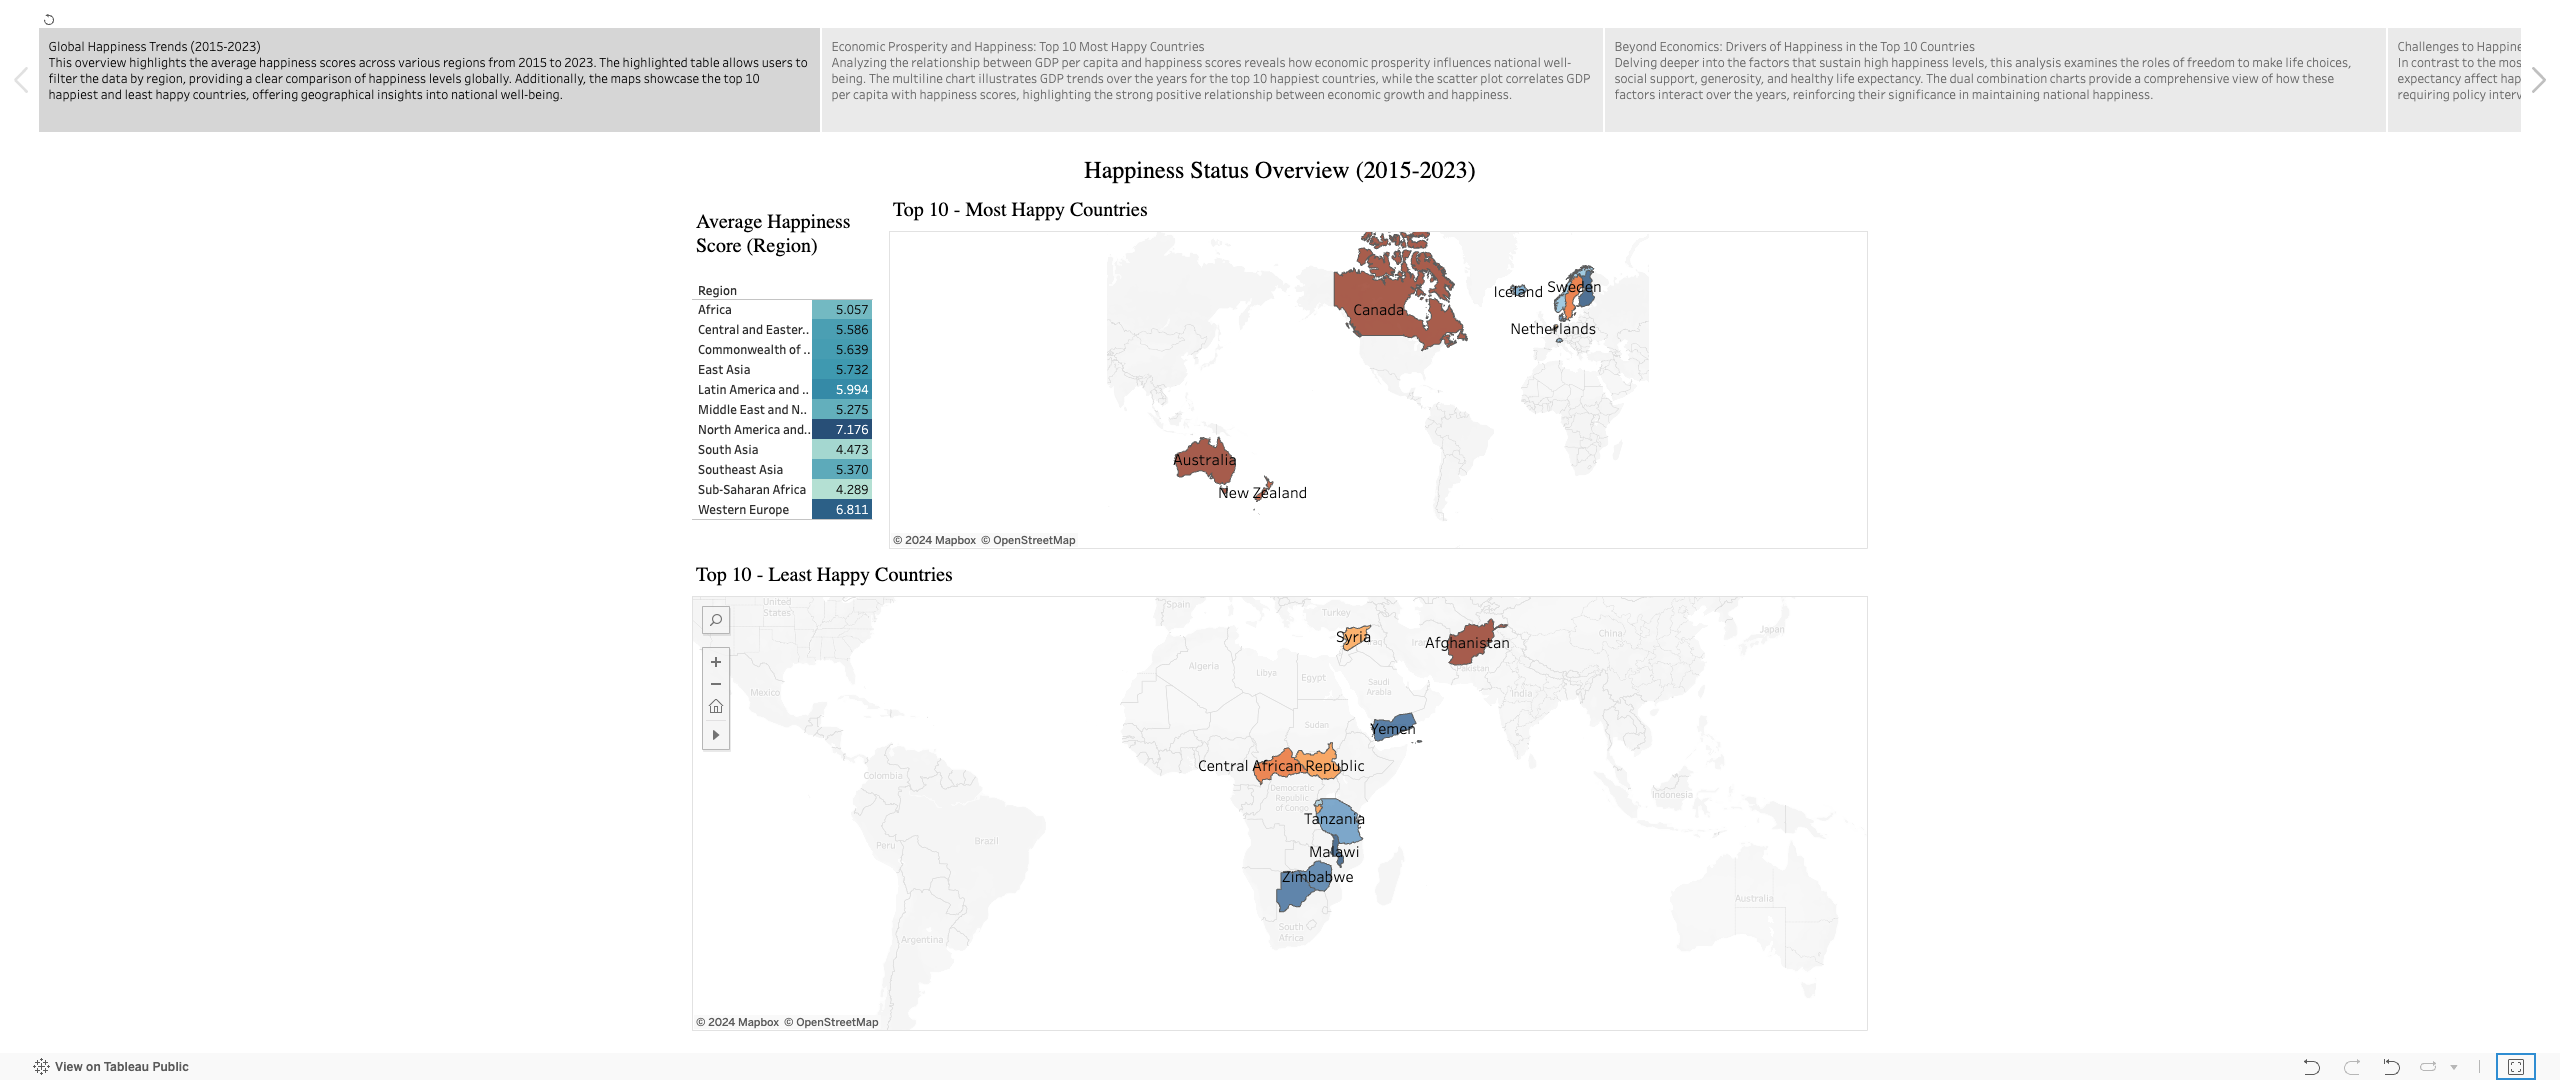 Global Happiness Trends (2015-2023)
This overview highlights the average happiness scores across various regions from 2015 to 2023. The highlighted table allows users to
filter the data by region, providing a clear comparison of happiness levels globally. Additionally, the maps showcase the top 10
happiest and least happy countries, offering geographical insights into national well-being.
Economic Prosperity and Happiness: Top 10 Most Happy Countries
Analyzing the relationship between GDP per capita and happiness scores reveals how economic prosperity influences national well-
being. The multiline chart illustrates GDP trends over the years for the top 10 happiest countries, while the scatter plot correlates GDP
per capita with happiness scores, highlighting the strong positive relationship between economic growth and happiness.
Beyond Economics: Drivers of Happiness in the Top 10 Countries
Delving deeper into the factors that sustain high happiness levels, this analysis examines the roles of freedom to make life choices,
social support, generosity, and healthy life expectancy. The dual combination charts provide a comprehensive view of how these
factors interact over the years, reinforcing their significance in maintaining national happiness.
Challenges to Happine
In contrast to the mos
expectancy affect hap
requiring policy interv
Happiness Status Overview (2015-2023)
Average Happiness
Score (Region)
Region
Africa 5.057
Central and Easter.. 5.586
Commonwealth of .. 5.639
East Asia 5.732
Latin America and .. 5.994
Middle East and N.. 5.275
North America and.. 7.176
South Asia 4.473
Southeast Asia 5.370
Sub-Saharan Africa 4.289
Western Europe 6.811
Top 10 - Most Happy Countries
Canada
Iceland
Sweden
Netherlands
Australia
New Zealand
© 2024 Mapbox © OpenStreetMap
Top 10 - Least Happy Countries
United
States
Spain
Turkey
Syria
Iraq
Afghanistan
China
Japan
Algeria
Libya
Egypt
Pakistan
Saudi
Arabia
Mexico
India
Sudan
Yemen
Central African Republic
Colombia
Democratic
Republic
of Congo
Indonesia
Tanzania
Peru
Brazil
Malawi
Zimbabwe
Australia
South
Africa
Argentina
© 2024 Mapbox © OpenStreetMap
View on Tableau Public